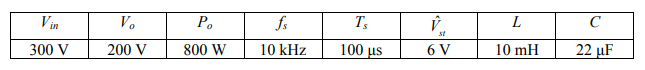 V_in V_o P_o f_s T_s V̂_st L C
300 V 200 V 800 W 10 kHz 100 μs 6 V 10 mH 22 μF